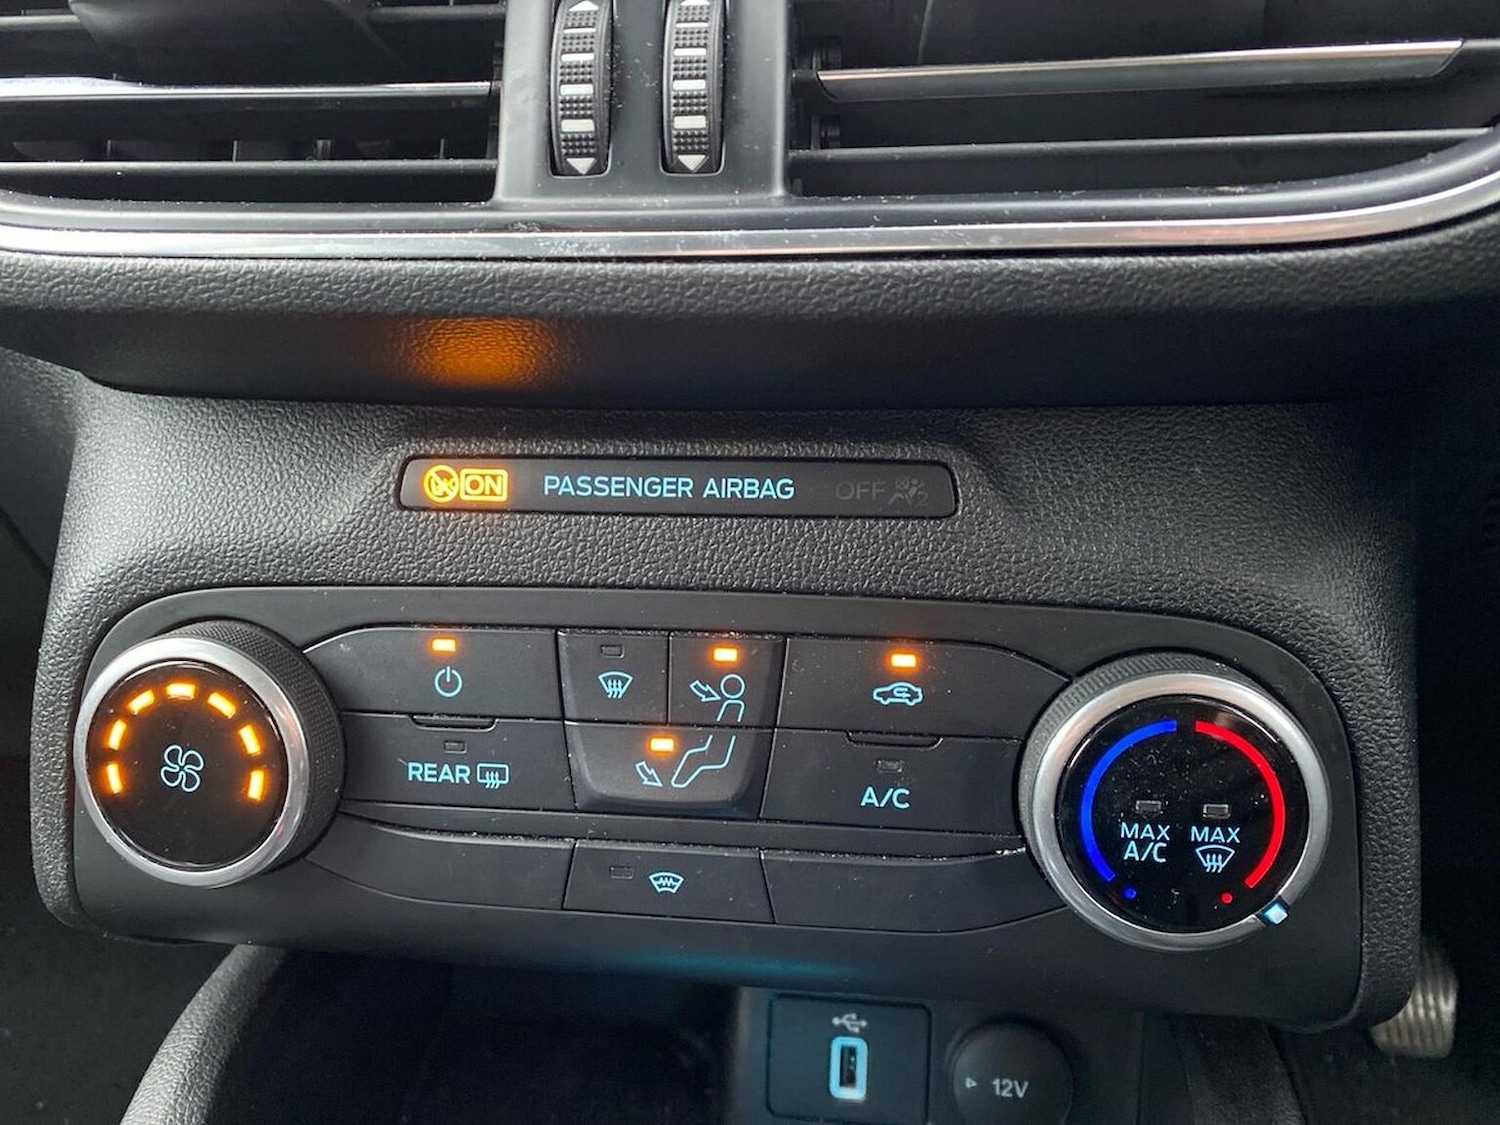 ON PASSENGER AIRBAG OFF
REAR
A/C
MAX MAX
A/C
12V